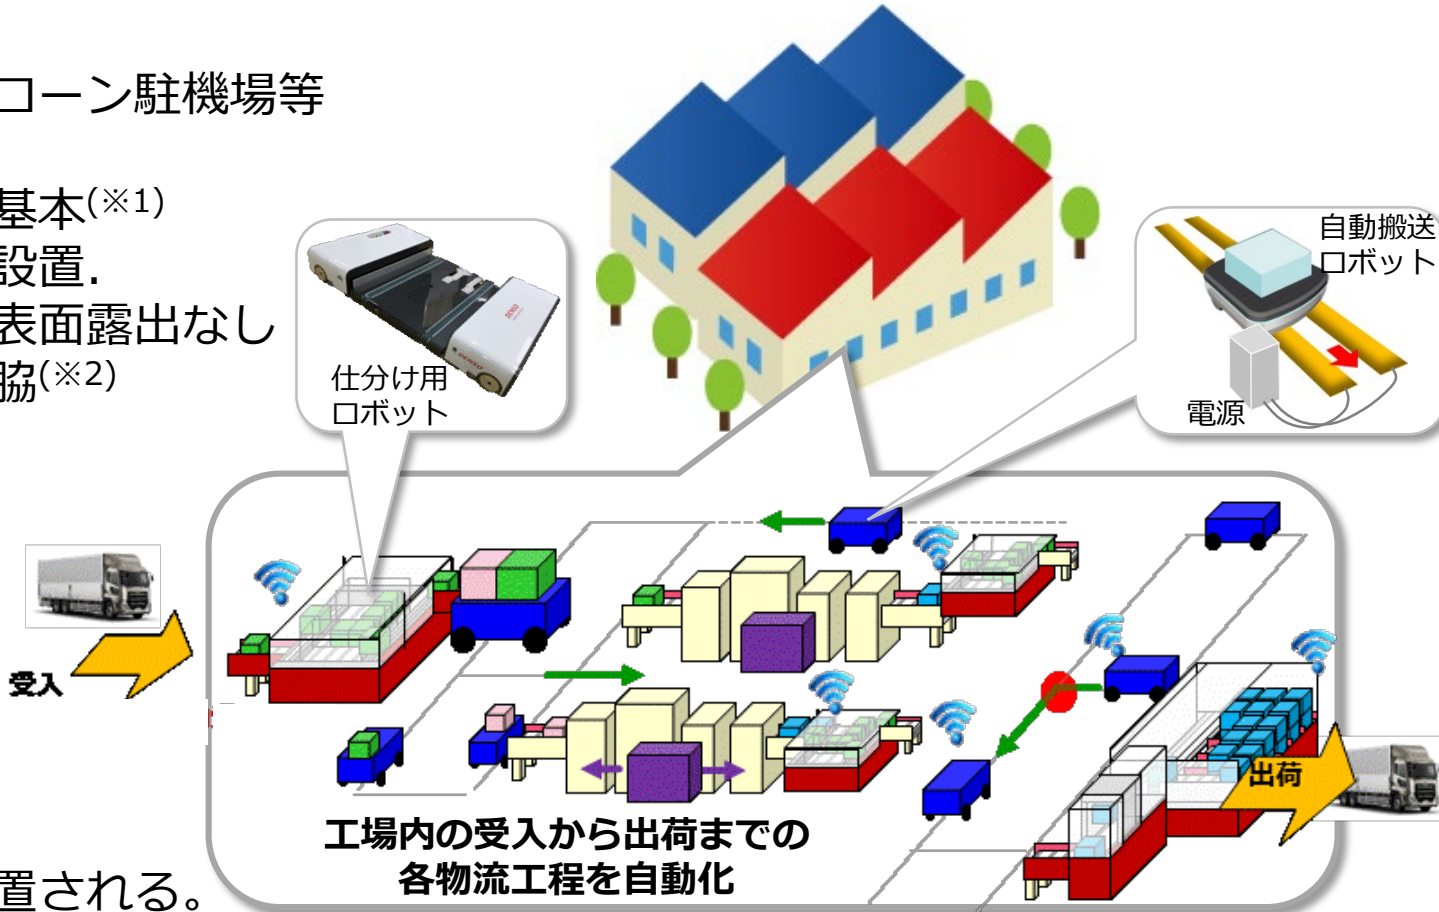 コーン駐機場等
基本(※1)
設置.
表面露出なし
脇(※2)
仕分け用
ロボット
自動搬送
ロボット
電源
受入
出荷
工場内の受入から出荷までの
各物流工程を自動化
置される。